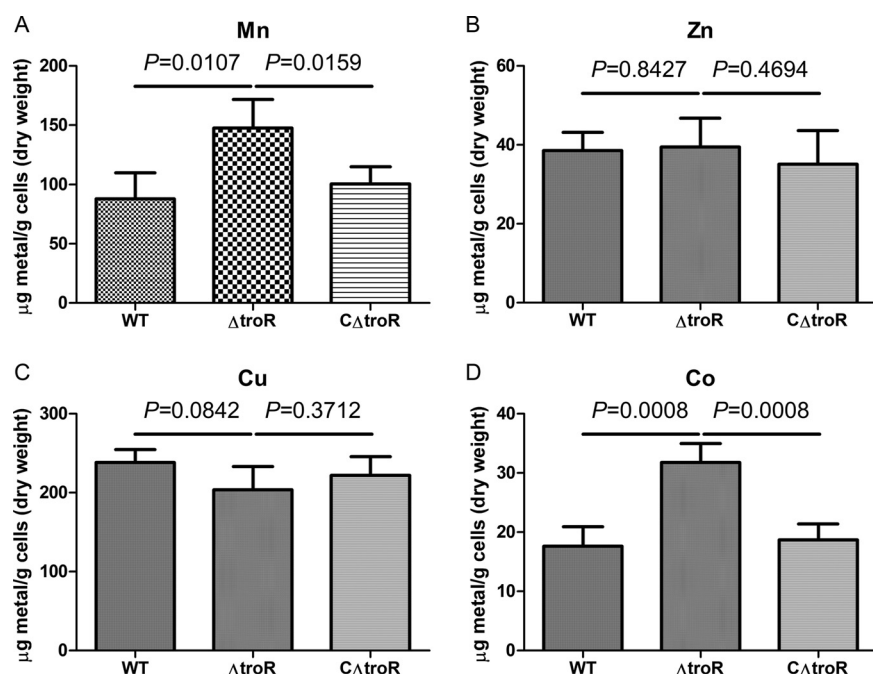 A
Mn
μg metal/g cells (dry weight)
200
150
100
50
0
P=0.0107
P=0.0159
WT
ΔtroR
CΔtroR
B
Zn
μg metal/g cells (dry weight)
60
40
20
0
P=0.8427
P=0.4694
WT
ΔtroR
CΔtroR
C
Cu
μg metal/g cells (dry weight)
300
200
100
0
P=0.0842
P=0.3712
WT
ΔtroR
CΔtroR
D
Co
μg metal/g cells (dry weight)
40
30
20
10
0
P=0.0008
P=0.0008
WT
ΔtroR
CΔtroR